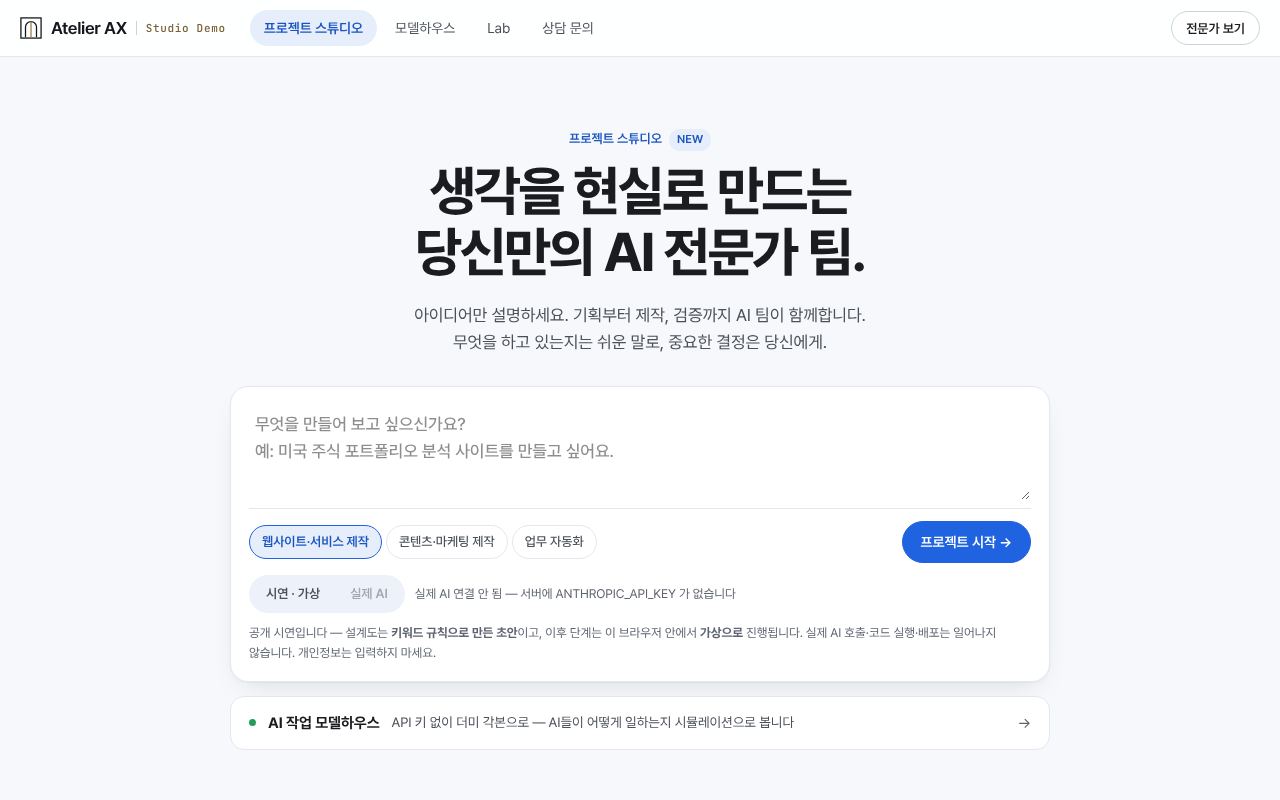 Atelier AX
Studio Demo
프로젝트 스튜디오
모델하우스
Lab
상담 문의
전문가 보기
프로젝트 스튜디오 NEW
생각을 현실로 만드는
당신만의 AI 전문가 팀.
아이디어만 설명하세요. 기획부터 제작, 검증까지 AI 팀이 함께합니다.
무엇을 하고 있는지는 쉬운 말로, 중요한 결정은 당신에게.
무엇을 만들어 보고 싶으신가요?
예: 미국 주식 포트폴리오 분석 사이트를 만들고 싶어요.
웹사이트·서비스 제작
콘텐츠·마케팅 제작
업무 자동화
프로젝트 시작 →
시연 · 가상
실제 AI
실제 AI 연결 안 됨 — 서버에 ANTHROPIC_API_KEY 가 없습니다
공개 시연입니다 — 설계도는 키워드 규칙으로 만든 초안이고, 이후 단계는 이 브라우저 안에서 가상으로 진행됩니다. 실제 AI 호출·코드 실행·배포는 일어나지
않습니다. 개인정보는 입력하지 마세요.
AI 작업 모델하우스 API 키 없이 더미 각본으로 — AI들이 어떻게 일하는지 시뮬레이션으로 봅니다 →